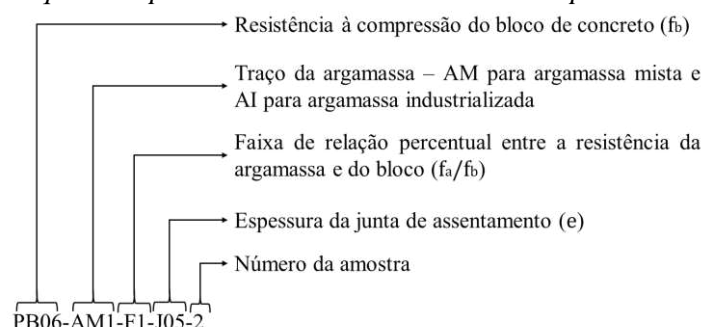 Resistência à compressão do bloco de concreto (fb)
Traço da argamassa – AM para argamassa mista e
AI para argamassa industrializada
Faixa de relação percentual entre a resistência da
argamassa e do bloco (fa/fb)
Espessura da junta de assentamento (e)
Número da amostra
PB06-AM1-F1-J05-2